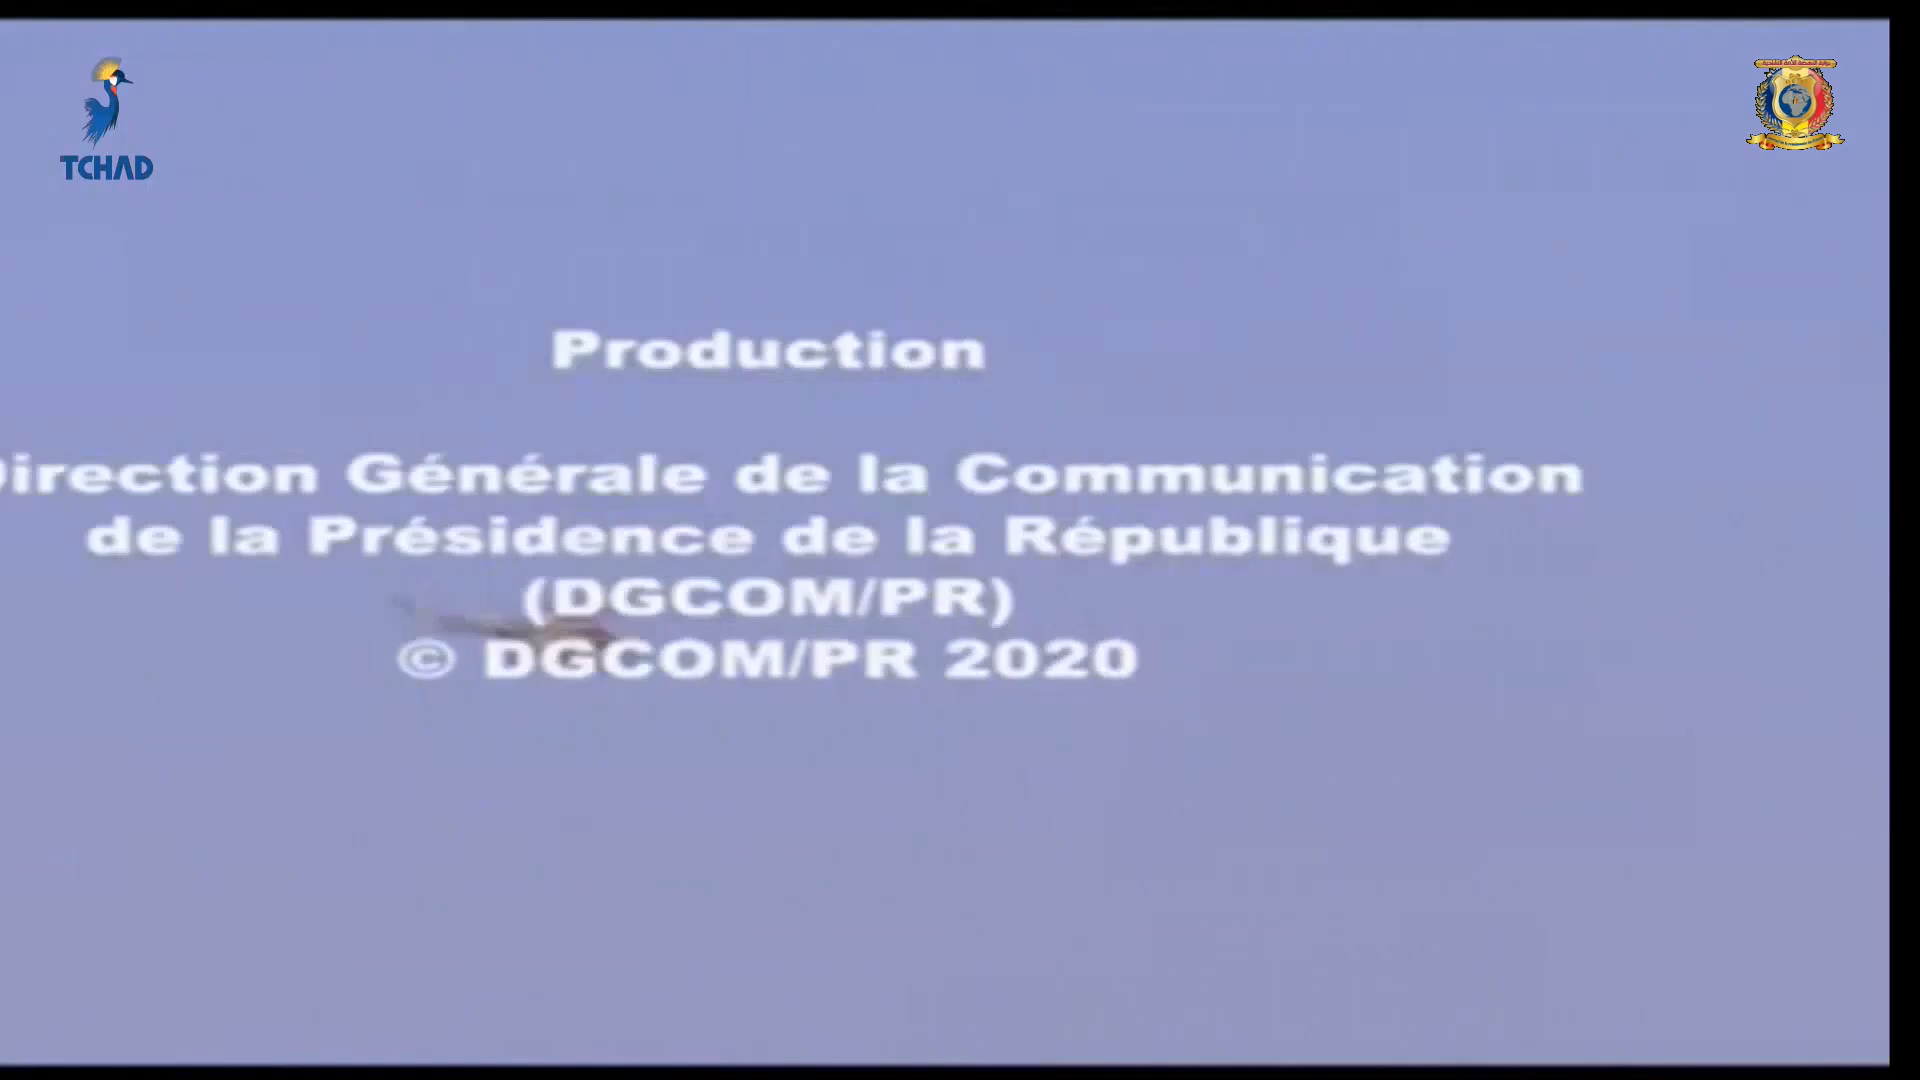 TCHAD
Production
Direction Générale de la Communication
de la Présidence de la République
(DGCOM/PR)
© DGCOM/PR 2020